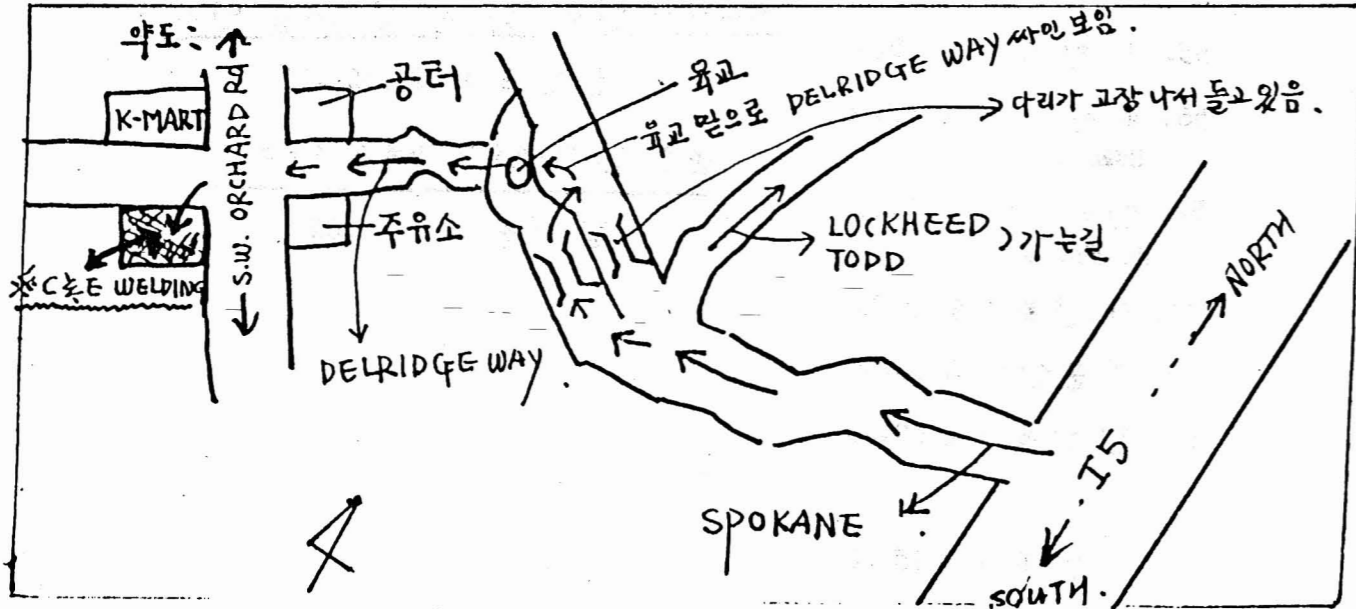 약도:
S.W. ORCHARD Rd
K-MART
공터
육교
육교 밑으로 DELRIDGE WAY 싸인 보임.
다리가 고장 나서 들고 있음.
주유소
※ C & E WELDING
LOCKHEED
TODD
가는길
DELRIDGE WAY.
NORTH
I5
SOUTH.
SPOKANE